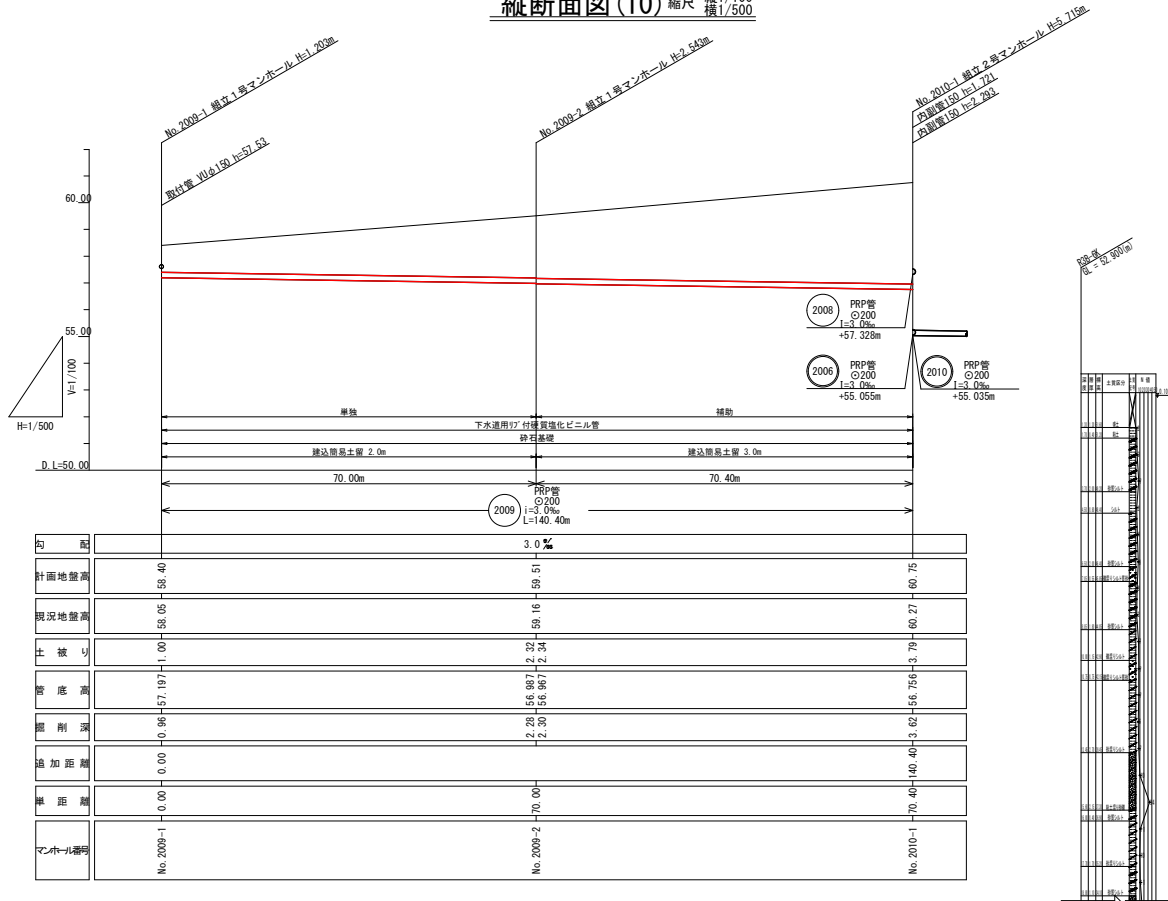 縦断面図(10) 縮尺
横1/500
No.2009-1 組立1号マンホール H=1.203m
取付管 VUφ150 h=57.53
No.2009-2 組立1号マンホール H=2.543m
No.2010-1 組立2号マンホール H=5.715m
内副管150 h=1.721
内副管150 h=2.293
60.00
55.00
V=1/100
H=1/500
D.L=50.00
2008 PRP管
⊙200
I=3.0‰
+57.328m
2006 PRP管
⊙200
I=3.0‰
+55.055m
2010 PRP管
⊙200
I=3.0‰
+55.035m
単独 補助
下水道用リブ付硬質塩化ビニル管
砕石基礎
建込簡易土留 2.0m 建込簡易土留 3.0m
70.00m 70.40m
2009 PRP管
⊙200
i=3.0‰
L=140.40m
勾配 3.0
計画地盤高 58.40 59.51 60.75
現況地盤高 58.05 59.16 60.27
土被り 1.00 2.32 2.34 3.79
管底高 57.197 56.987 56.967 56.756
掘削深 0.96 2.28 2.30 3.62
追加距離 0.00 140.40
単距離 0.00 70.00 70.40
マンホール番号 No.2009-1 No.2009-2 No.2010-1
GL = 52.900(m)
土質区分
N 値